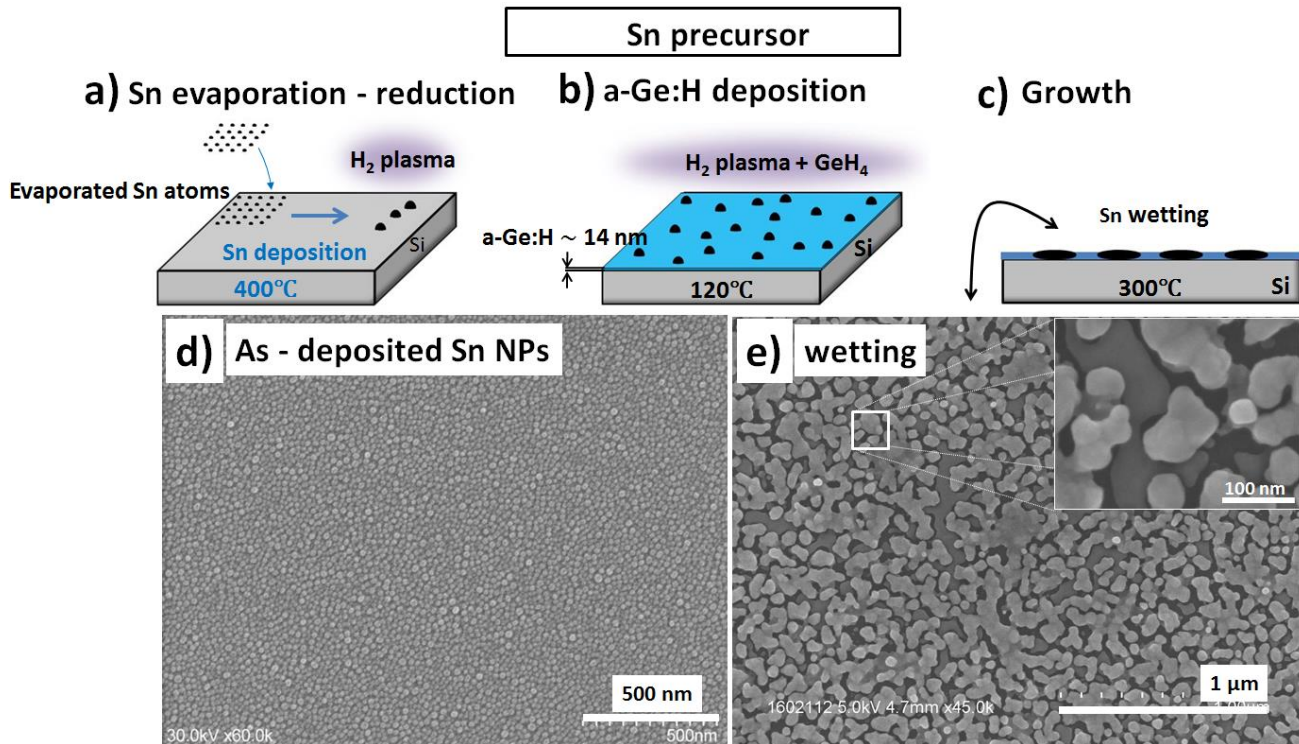 Sn precursor
a) Sn evaporation - reduction
b) a-Ge:H deposition
c) Growth
H₂ plasma
H₂ plasma + GeH₄
Evaporated Sn atoms
Sn deposition
Si
400℃
a-Ge:H ~ 14 nm
Si
120℃
Sn wetting
300℃
Si
d) As - deposited Sn NPs
500 nm
30.0kV x60.0k
500nm
e) wetting
100 nm
1 µm
1602112 5.0kV 4.7mm x45.0k
1.00µm